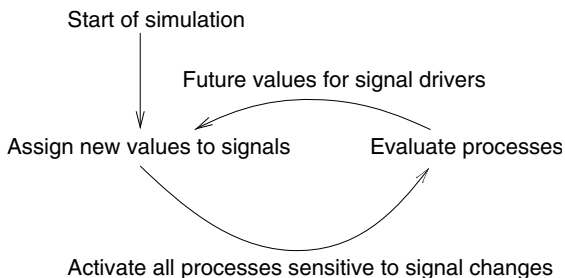 Start of simulation
Future values for signal drivers
Assign new values to signals
Evaluate processes
Activate all processes sensitive to signal changes